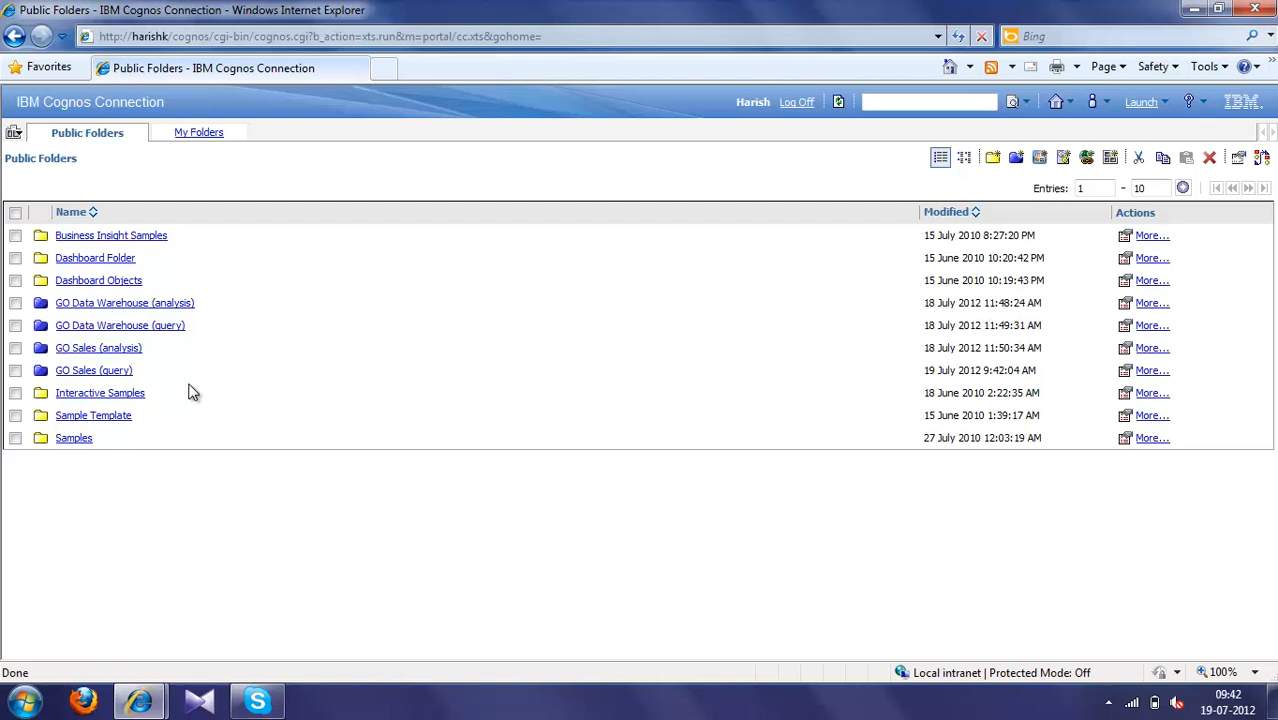 Public Folders - IBM Cognos Connection - Windows Internet Explorer
http://harishk/cognos/cgi-bin/cognos.cgi?b_action=xts.run&m=portal/cc.xts&gohome=
Bing
Favorites
Public Folders - IBM Cognos Connection
Page
Safety
Tools
IBM Cognos Connection
Harish
Log Off
Launch
IBM
Public Folders
My Folders
Public Folders
Entries: 1 - 10
Name Modified Actions
Business Insight Samples 15 July 2010 8:27:20 PM More...
Dashboard Folder 15 June 2010 10:20:42 PM More...
Dashboard Objects 15 June 2010 10:19:43 PM More...
GO Data Warehouse (analysis) 18 July 2012 11:48:24 AM More...
GO Data Warehouse (query) 18 July 2012 11:49:31 AM More...
GO Sales (analysis) 18 July 2012 11:50:34 AM More...
GO Sales (query) 19 July 2012 9:42:04 AM More...
Interactive Samples 18 June 2010 2:22:35 AM More...
Sample Template 15 June 2010 1:39:17 AM More...
Samples 27 July 2010 12:03:19 AM More...
Done
Local intranet | Protected Mode: Off
100%
09:42
19-07-2012